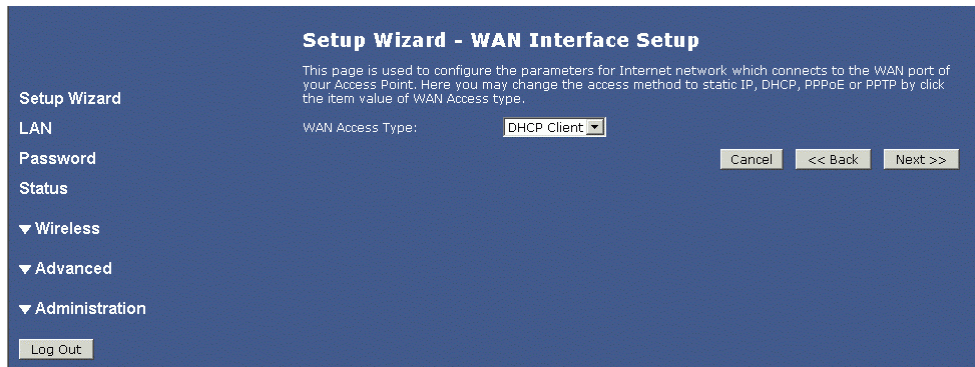 Setup Wizard - WAN Interface Setup
This page is used to configure the parameters for Internet network which connects to the WAN port of
your Access Point. Here you may change the access method to static IP, DHCP, PPPoE or PPTP by click
the item value of WAN Access type.
WAN Access Type: DHCP Client
Cancel << Back Next >>
Setup Wizard
LAN
Password
Status
Wireless
Advanced
Administration
Log Out